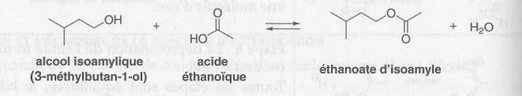 OH
O
+
HO
O
O
O
+ H₂O
alcool isoamylique
(3-méthylbutan-1-ol)
acide
éthanoïque
éthanoate d'isoamyle